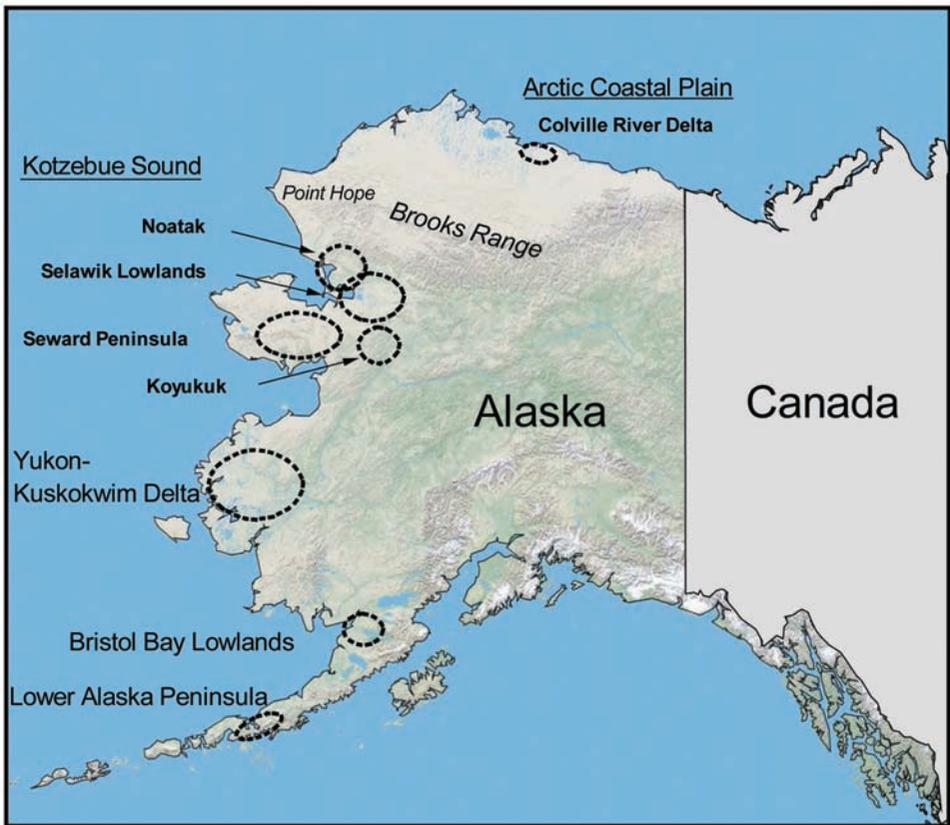 Arctic Coastal Plain
Colville River Delta
Kotzebue Sound
Point Hope
Brooks Range
Noatak
Selawik Lowlands
Seward Peninsula
Koyukuk
Alaska
Canada
Yukon-
Kuskokwim Delta
Bristol Bay Lowlands
Lower Alaska Peninsula